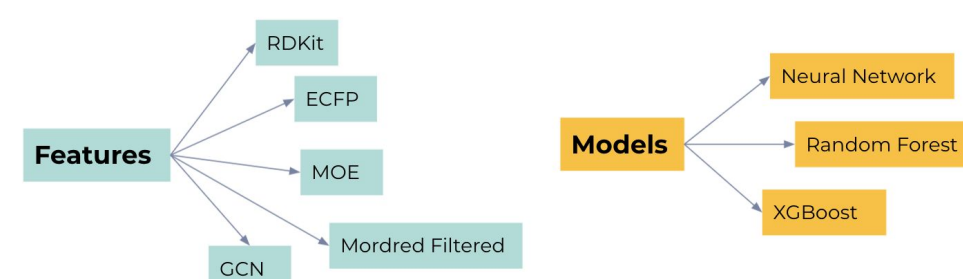 Features
RDKit
ECFP
MOE
Mordred Filtered
GCN
Models
Neural Network
Random Forest
XGBoost